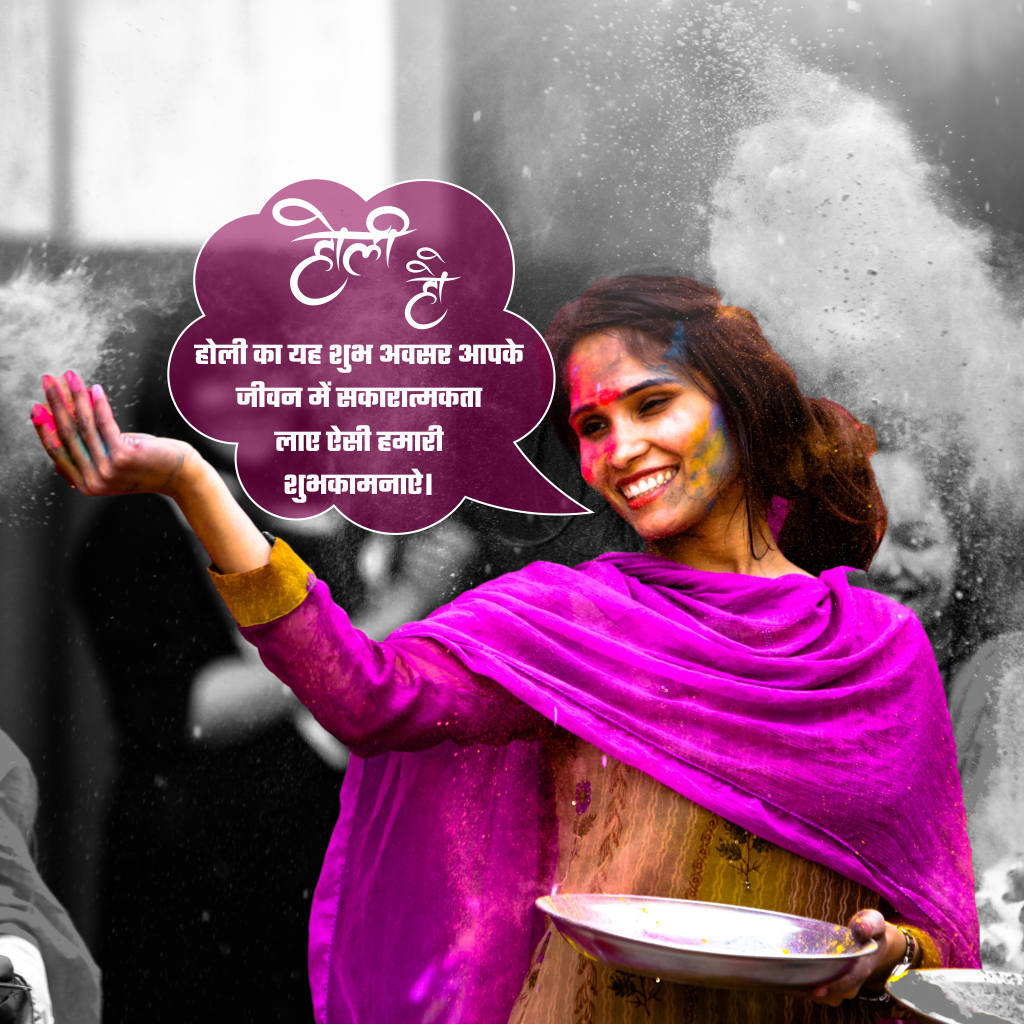 होली
हो
होली का यह शुभ अवसर आपके
जीवन में सकारात्मकता
लाए ऐसी हमारी
शुभकामनाऐ।